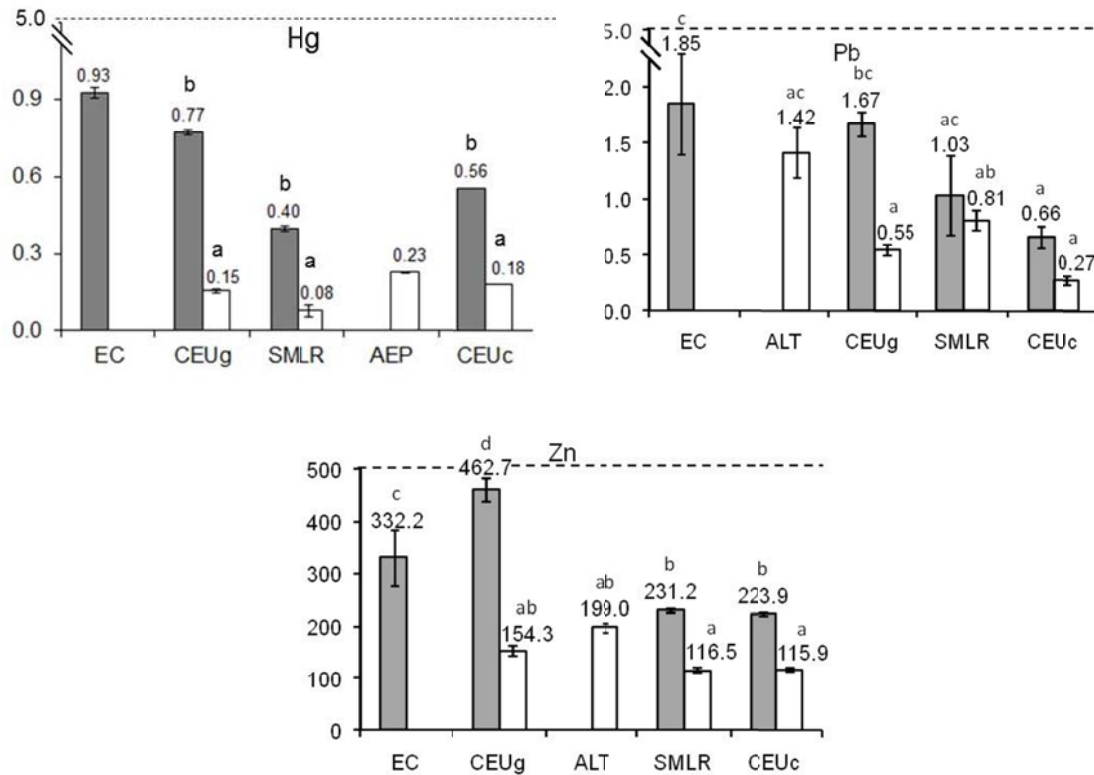 Hg
5.0
0.9
0.6
0.3
0.0
0.93
b
0.77
a
0.15
b
0.40
a
0.08
0.23
b
0.56
a
0.18
EC CEUg SMLR AEP CEUc
Pb
5.0
2.0
1.5
1.0
0.5
0.0
c
1.85
ac
1.42
bc
1.67
a
0.55
ac
1.03
ab
0.81
a
0.66
a
0.27
EC ALT CEUg SMLR CEUc
Zn
500
400
300
200
100
0
c
332.2
d
462.7
ab
154.3
ab
199.0
b
231.2
a
116.5
b
223.9
a
115.9
EC CEUg ALT SMLR CEUc